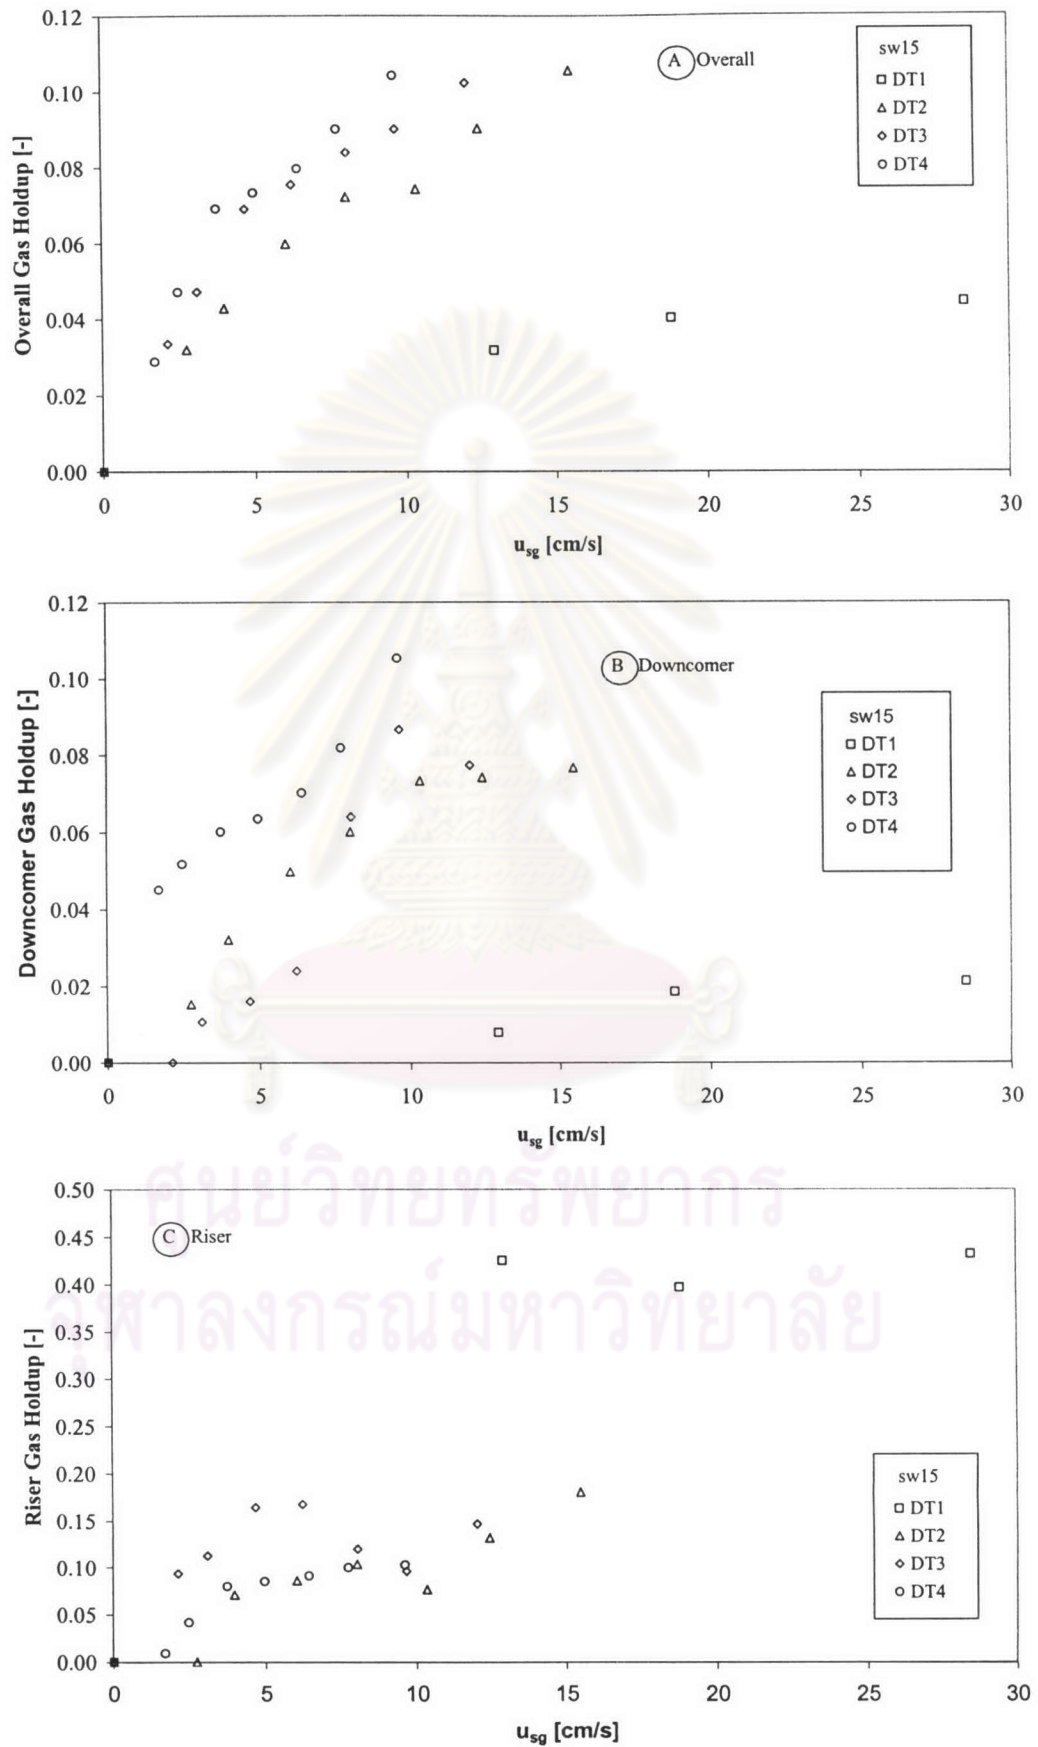 0.12
0.10
0.08
0.06
0.04
0.02
0.00
Overall Gas Holdup [-]
A Overall
sw15
DT1
DT2
DT3
DT4
0 5 10 15 20 25 30
usg [cm/s]
0.12
0.10
0.08
0.06
0.04
0.02
0.00
Downcomer Gas Holdup [-]
B Downcomer
sw15
DT1
DT2
DT3
DT4
0 5 10 15 20 25 30
usg [cm/s]
ศูนย์วิทยทรัพยากร
จุฬาลงกรณ์มหาวิทยาลัย
0.50
0.45
0.40
0.35
0.30
0.25
0.20
0.15
0.10
0.05
0.00
Riser Gas Holdup [-]
C Riser
sw15
DT1
DT2
DT3
DT4
0 5 10 15 20 25 30
usg [cm/s]